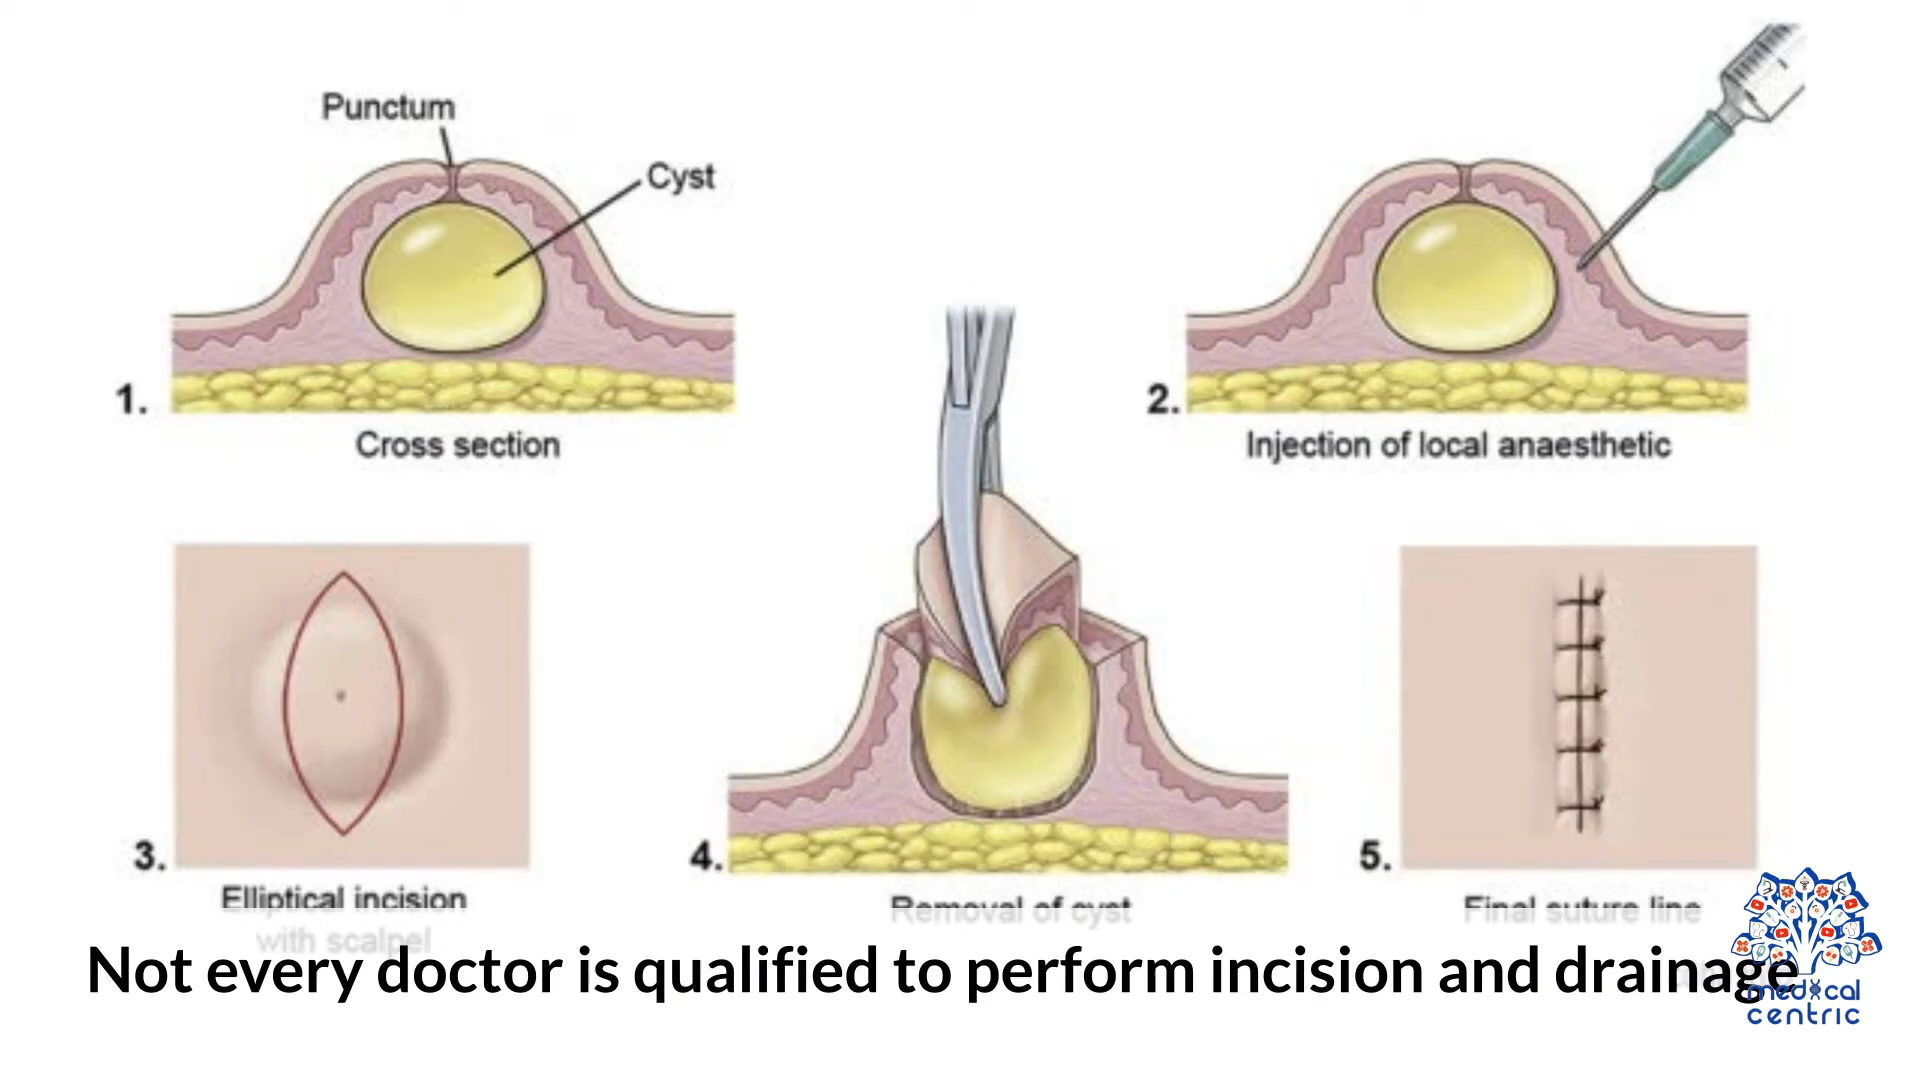 Punctum
Cyst
1.
Cross section
2.
Injection of local anaesthetic
3.
Elliptical incision
with scalpel
4.
Removal of cyst
5.
Final suture line
Not every doctor is qualified to perform incision and drainage
medical
centric